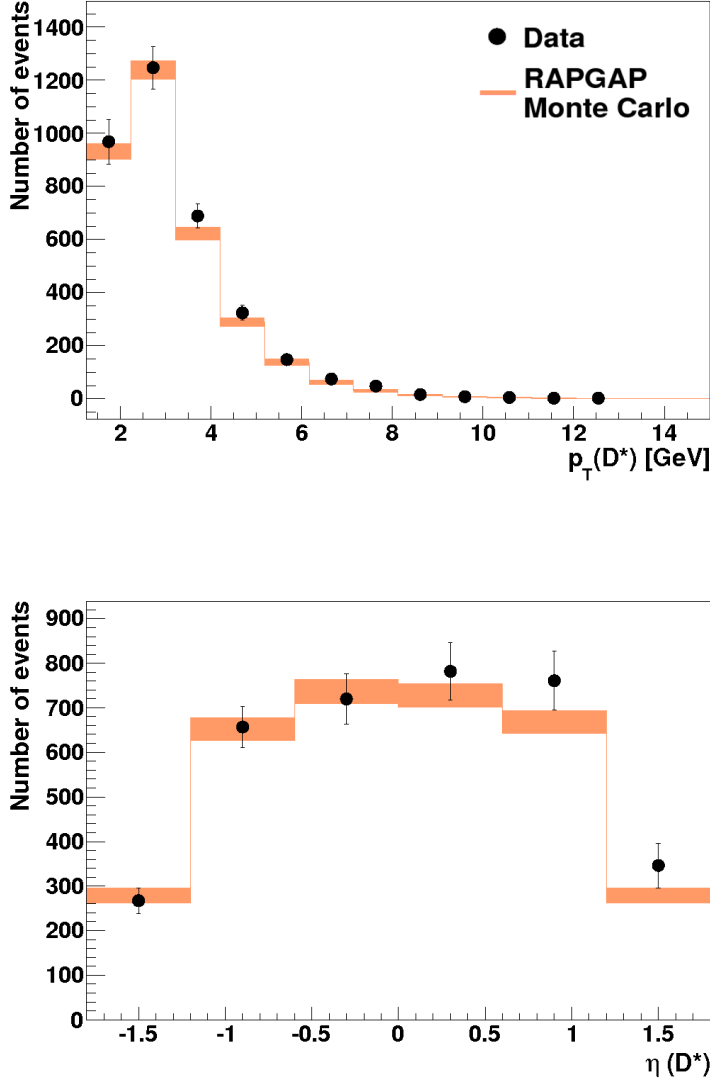 Number of events
1400
1200
1000
800
600
400
200
0
Data
RAPGAP
Monte Carlo
2 4 6 8 10 12 14
p_T(D*) [GeV]
Number of events
900
800
700
600
500
400
300
200
100
0
-1.5 -1 -0.5 0 0.5 1 1.5
η (D*)